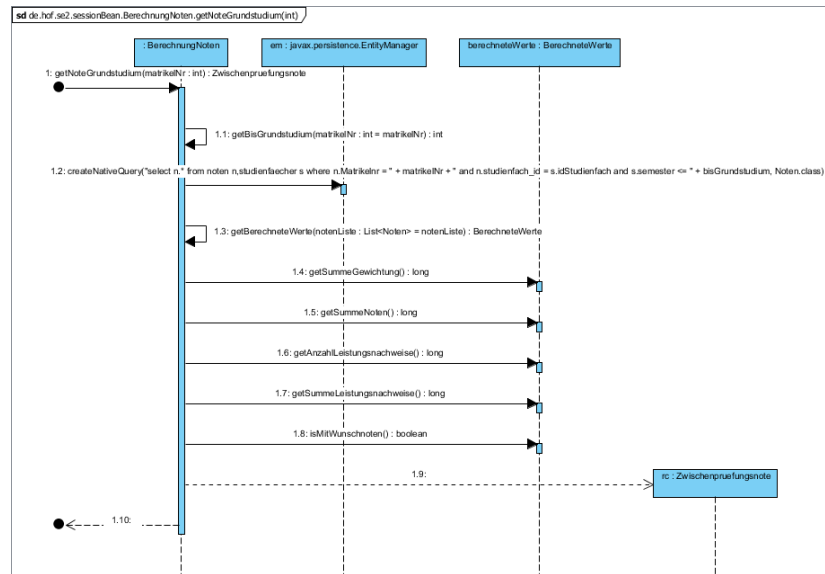 sd de.hof.se2.sessionBean.BerechnungNoten.getNoteGrundstudium(int)
: BerechnungNoten
em : javax.persistence.EntityManager
berechneteWerte : BerechneteWerte
1: getNoteGrundstudium(matrikelNr : int) : Zwischenpruefungsnote
1.1: getBisGrundstudium(matrikelNr : int = matrikelNr) : int
1.2: createNativeQuery("select n.* from noten n,studienfaecher s where n.Matrikelnr = " + matrikelNr + " and n.studienfach_id = s.idStudienfach and s.semester <= " + bisGrundstudium, Noten.class)
1.3: getBerechneteWerte(notenListe : List<Noten> = notenListe) : BerechneteWerte
1.4: getSummeGewichtung() : long
1.5: getSummeNoten() : long
1.6: getAnzahlLeistungsnachweise() : long
1.7: getSummeLeistungsnachweise() : long
1.8: isMitWunschnoten() : boolean
1.9:
rc : Zwischenpruefungsnote
1.10: